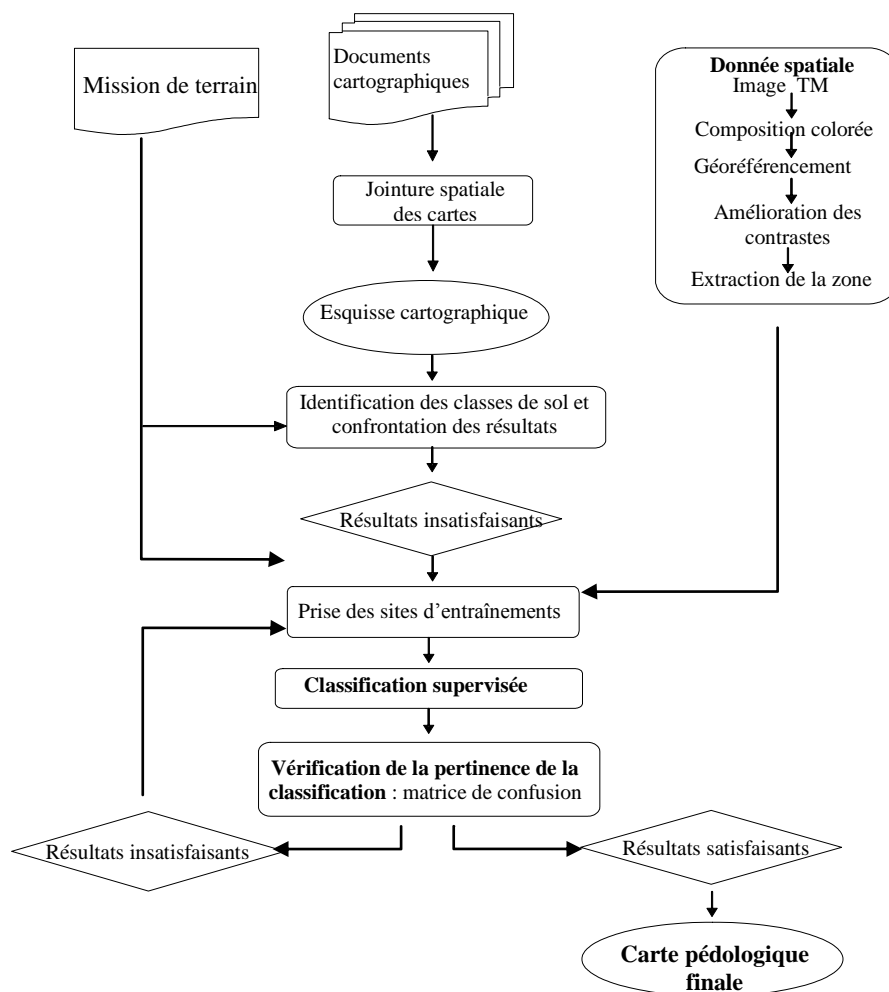 Mission de terrain
Documents
cartographiques
Donnée spatiale
Image TM
Composition colorée
Géoréférencement
Amélioration des
contrastes
Extraction de la zone
Jointure spatiale
des cartes
Esquisse cartographique
Identification des classes de sol et
confrontation des résultats
Résultats insatisfaisants
Prise des sites d’entraînements
Classification supervisée
Vérification de la pertinence de la
classification : matrice de confusion
Résultats insatisfaisants
Résultats satisfaisants
Carte pédologique
finale